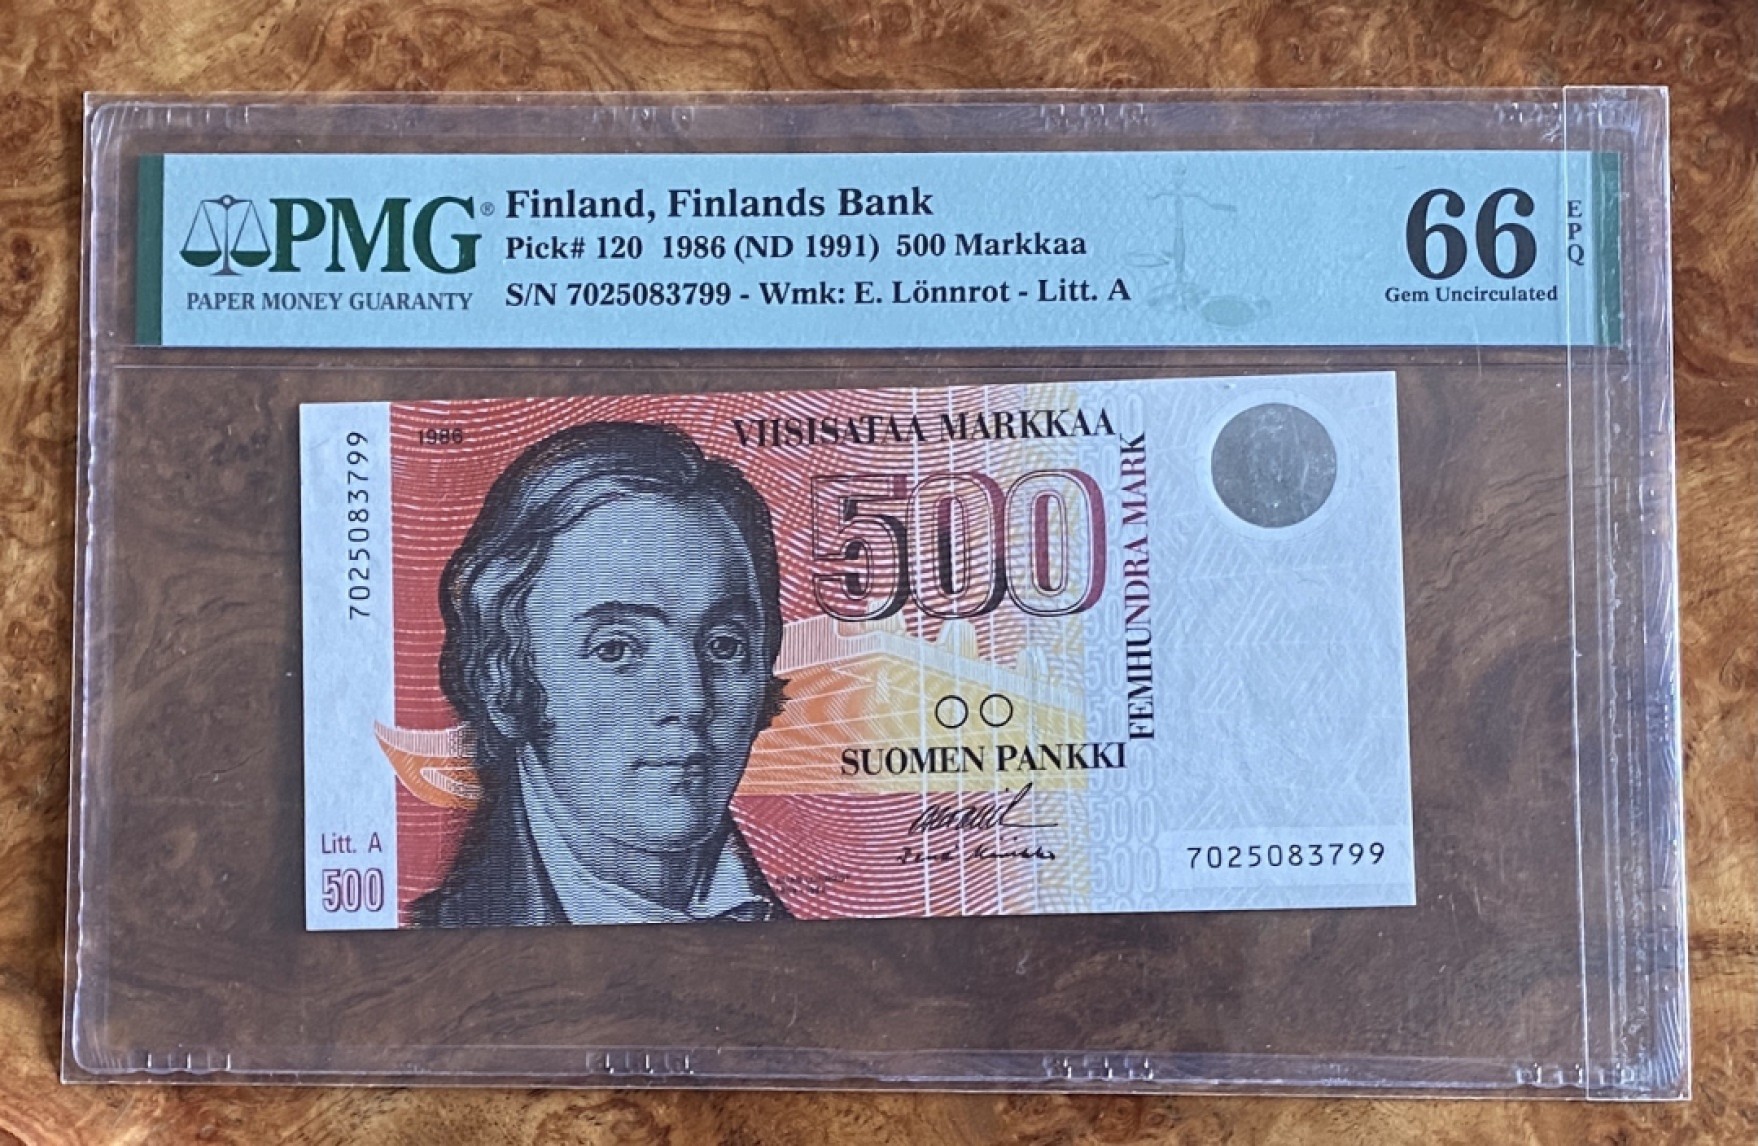 PMG®
PAPER MONEY GUARANTY
Finland, Finlands Bank
Pick# 120 1986 (ND 1991) 500 Markkaa
S/N 7025083799 - Wmk: E. Lönnrot - Litt. A
66
EPQ
Gem Uncirculated
7025083799
1986
VIISISATAA MARKKAA
500
FEMHUNDRA MARK
SUOMEN PANKKI
Litt. A
500
7025083799